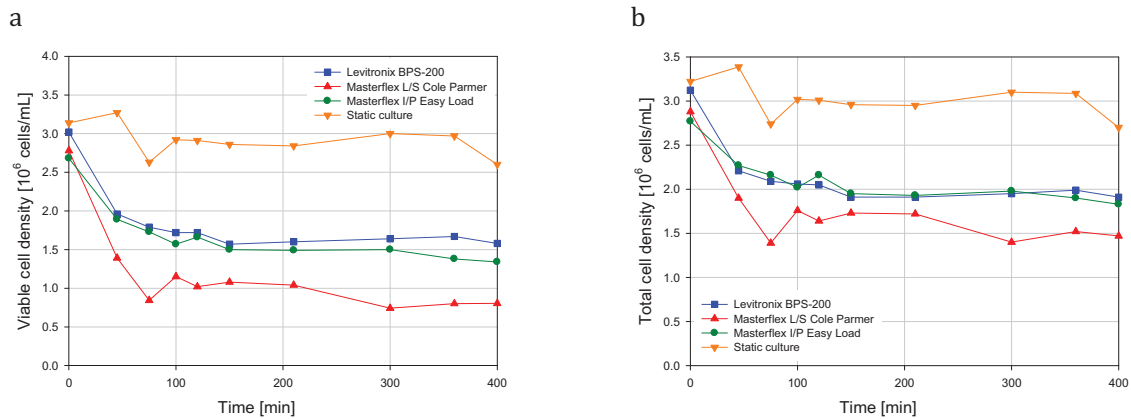 a
4.0
3.5
3.0
2.5
2.0
1.5
1.0
0.5
0.0
Viable cell density [10⁶ cells/mL]
Levitronix BPS-200
Masterflex L/S Cole Parmer
Masterflex I/P Easy Load
Static culture
0 100 200 300 400
Time [min]
b
3.5
3.0
2.5
2.0
1.5
1.0
0.5
0.0
Total cell density [10⁶ cells/mL]
Levitronix BPS-200
Masterflex L/S Cole Parmer
Masterflex I/P Easy Load
Static culture
0 100 200 300 400
Time [min]